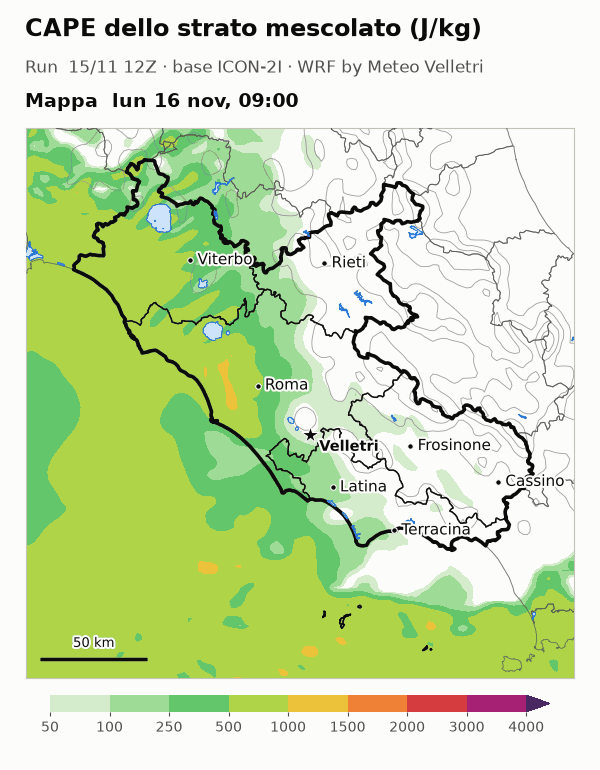 CAPE dello strato mescolato (J/kg)
Run 15/11 12Z · base ICON-2I · WRF by Meteo Velletri
Mappa lun 16 nov, 09:00
Viterbo
Rieti
Roma
Velletri
Frosinone
Latina
Cassino
Terracina
50 km
50 100 250 500 1000 1500 2000 3000 4000